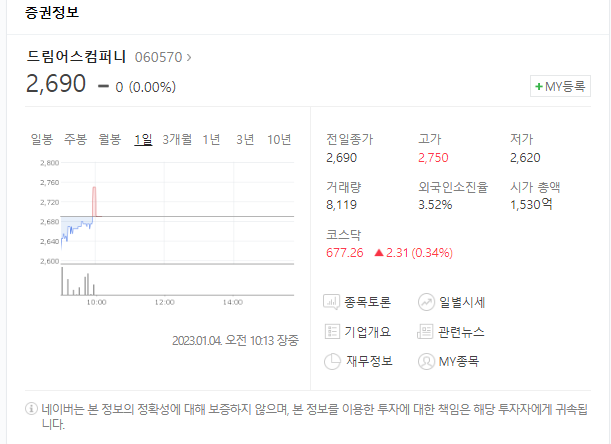 증권정보
드림어스컴퍼니 060570 >
2,690 – 0 (0.00%)
+MY등록
일봉 주봉 월봉 1일 3개월 1년 3년 10년
2,800
2,760
2,720
2,680
2,640
2,600
10:00 12:00 14:00
2023.01.04. 오전 10:13 장중
전일종가 고가 저가
2,690 2,750 2,620
거래량 외국인소진율 시가 총액
8,119 3.52% 1,530억
코스닥
677.26 ▲2.31 (0.34%)
종목토론 일별시세
기업개요 관련뉴스
재무정보 MY종목
네이버는 본 정보의 정확성에 대해 보증하지 않으며, 본 정보를 이용한 투자에 대한 책임은 해당 투자자에게 귀속됩
니다.